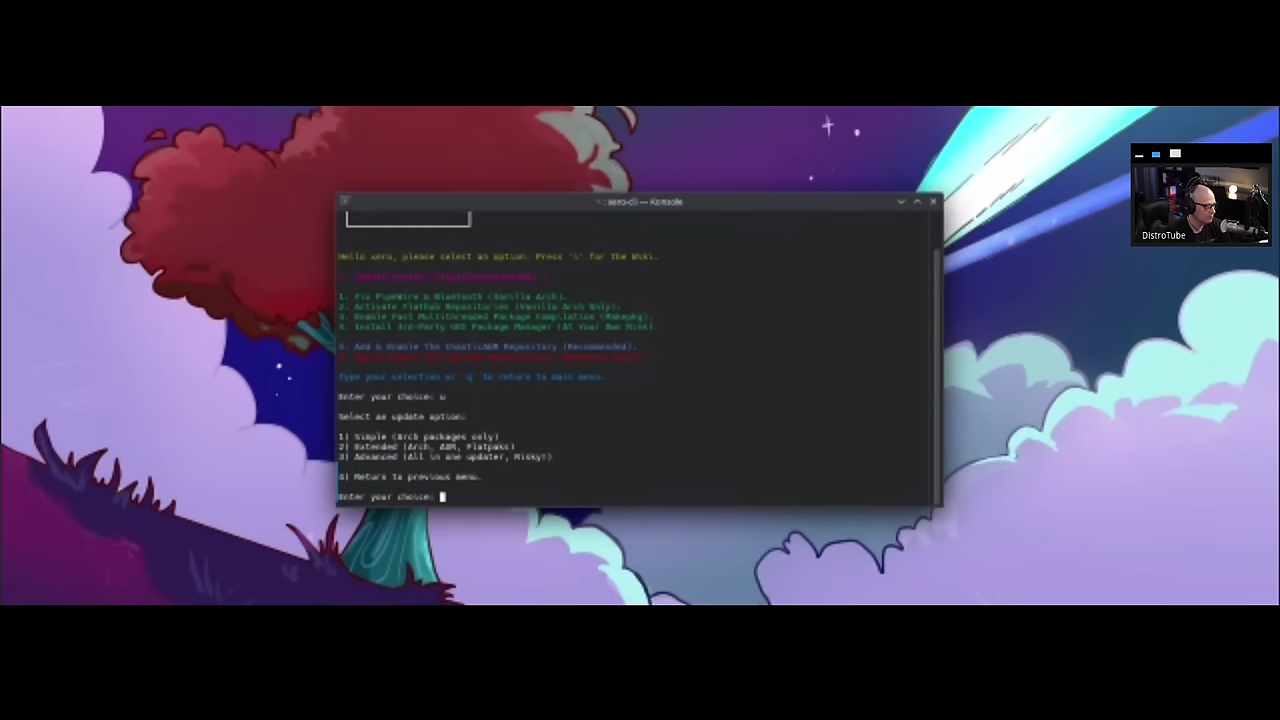 xero-cli — Konsole
Hello xero, please select an option. Press 'i' for the Wiki.
1. Fix PipeWire & Bluetooth (Vanilla Arch).
2. Activate Flathub Repositories (Vanilla Arch Only).
3. Enable Fast Multithreaded Package Compilation (Makepkg).
4. Install 3rd-Party GUI Package Manager (At Your Own Risk).
5. Add & Enable the ChaoticAUR Repository (Recommended).
Type your selection or 'q' to return to main menu.
Enter your choice: u
Select an update option:
1) Simple (Arch packages only)
2) Extended (Arch, AUR, Flatpaks)
3) Advanced (All in one updater, Risky!)
4) Return to previous menu.
Enter your choice:
DistroTube